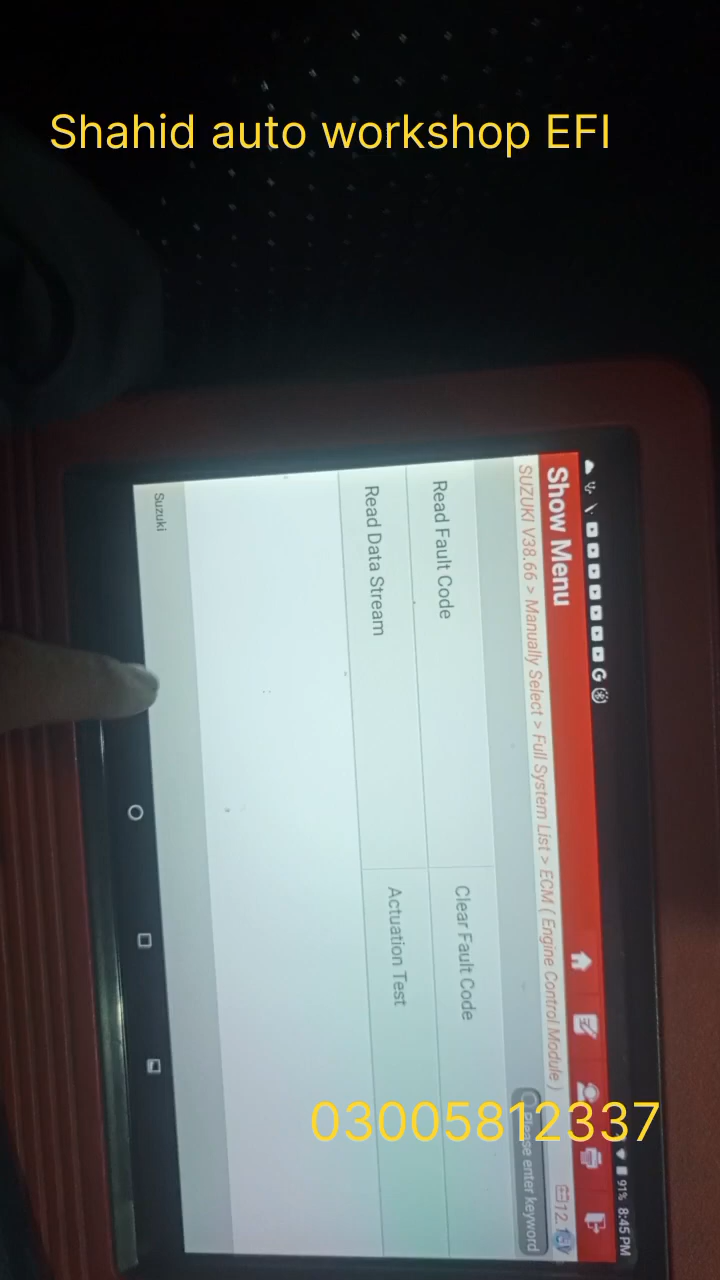 Shahid auto workshop EFI
91% 8:45 PM
Show Menu
SUZUKI V38.66 > Manually Select > Full System List > ECM ( Engine Control Module )
Please enter keyword
Read Fault Code
Clear Fault Code
Read Data Stream
Actuation Test
Suzuki
03005812337